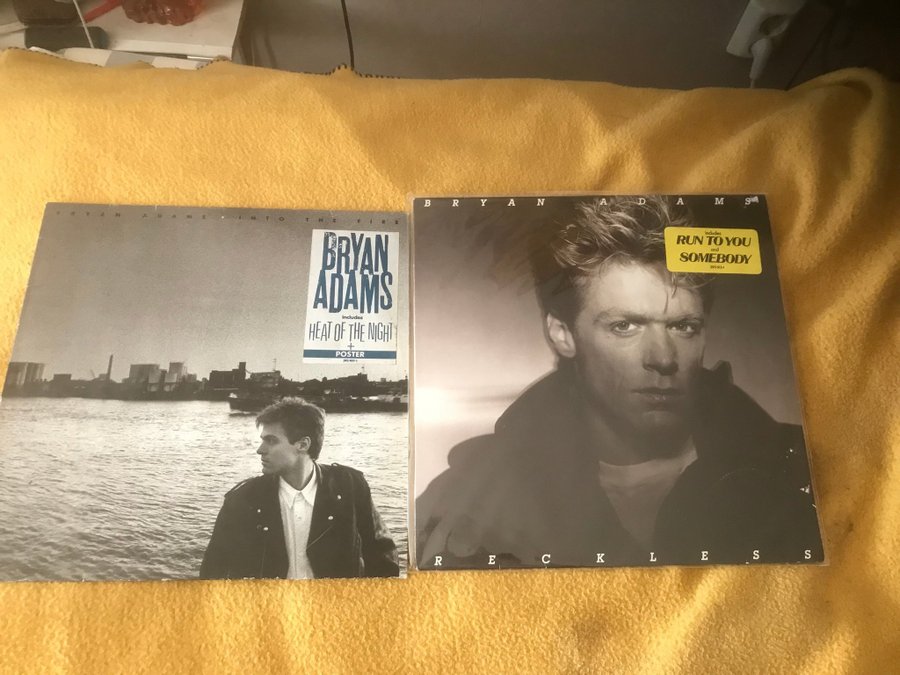 BRYAN ADAMS INTO THE FIRE
BRYAN
ADAMS
includes
HEAT OF THE NIGHT
+
POSTER
BRYAN ADAMS
includes
RUN TO YOU
and
SOMEBODY
RECKLESS